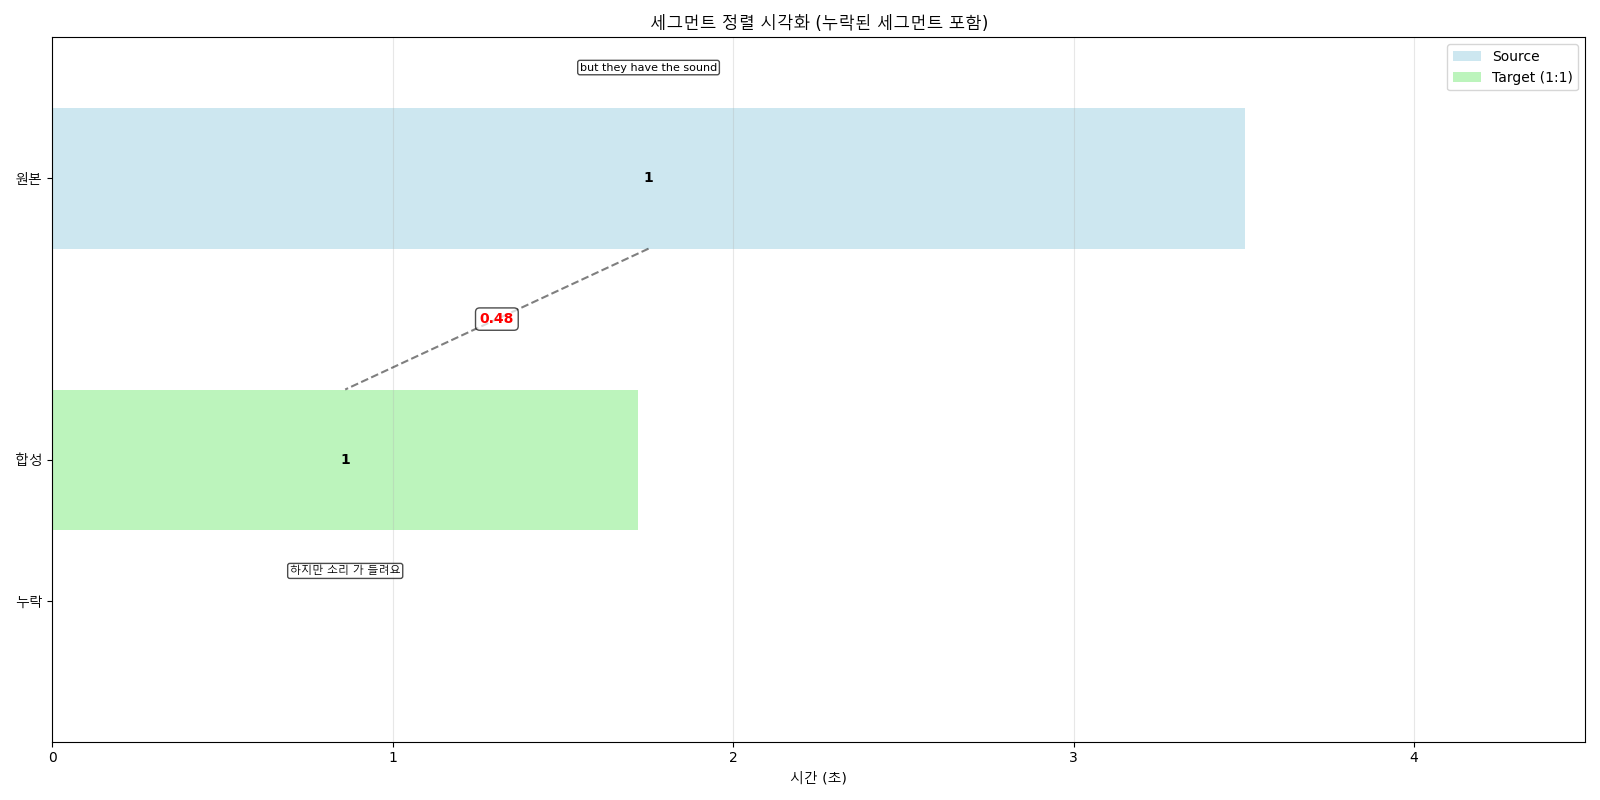 세그먼트 정렬 시각화 (누락된 세그먼트 포함)
but they have the sound
Source
Target (1:1)
원본
1
0.48
합성
1
하지만 소리 가 들려요
누락
0 1 2 3 4
시간 (초)